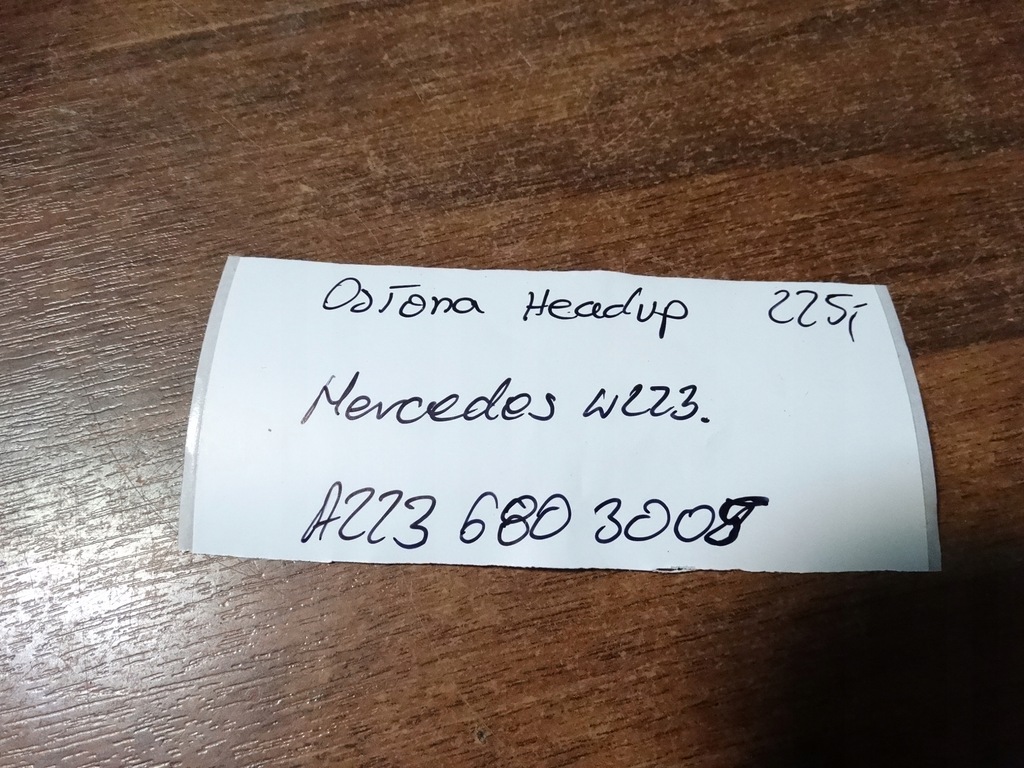 Osłona Headup 225,-
Mercedes W223.
A223 680 3008